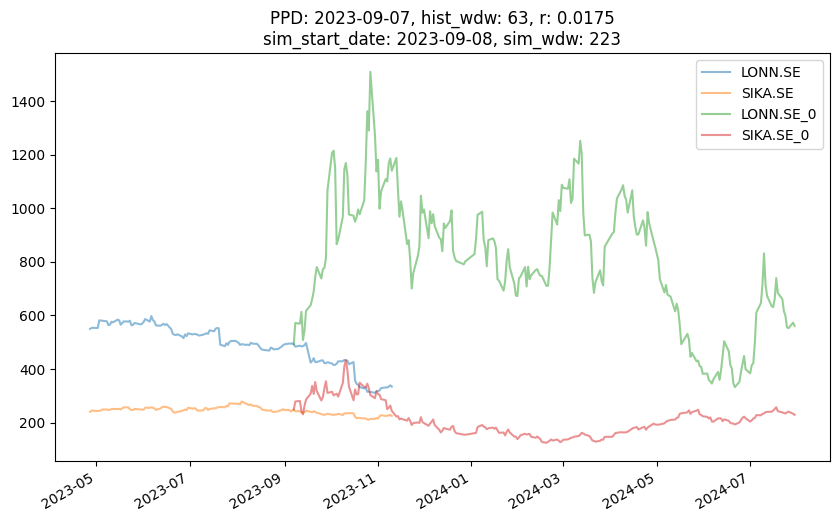 PPD: 2023-09-07, hist_wdw: 63, r: 0.0175
sim_start_date: 2023-09-08, sim_wdw: 223
LONN.SE
SIKA.SE
LONN.SE_0
SIKA.SE_0
1400
1200
1000
800
600
400
200
2023-05
2023-07
2023-09
2023-11
2024-01
2024-03
2024-05
2024-07